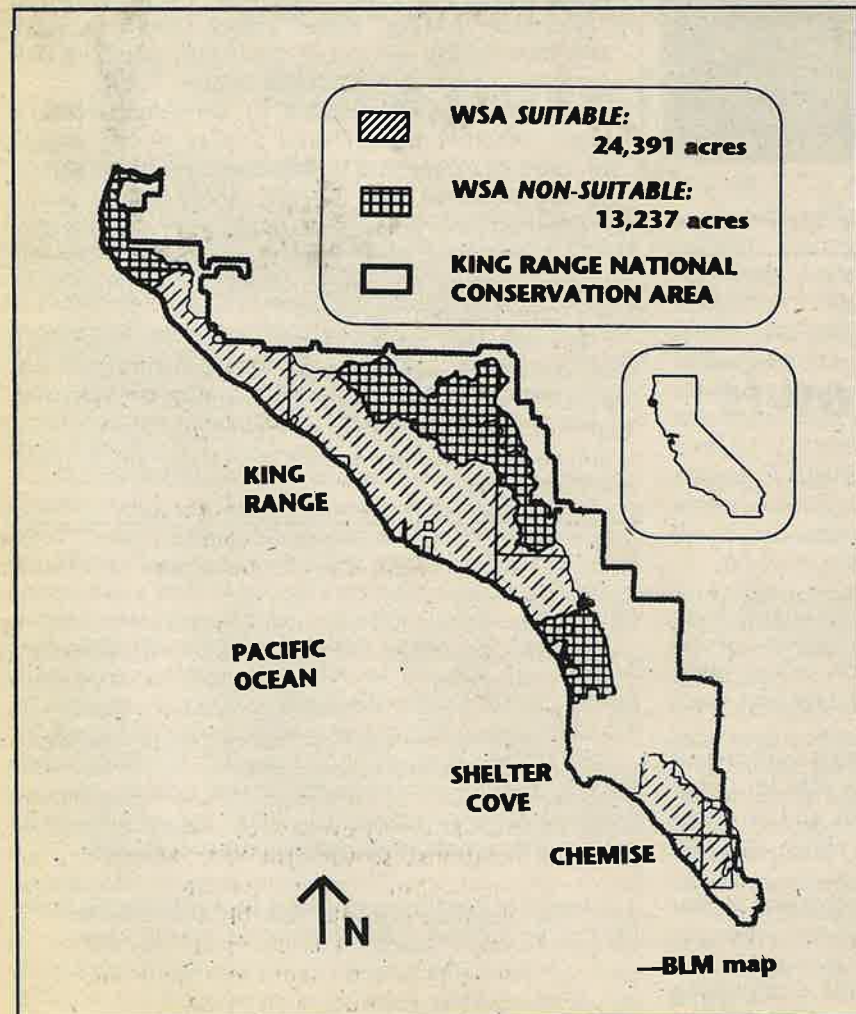 WSA SUITABLE:
24,391 acres
WSA NON-SUITABLE:
13,237 acres
KING RANGE NATIONAL
CONSERVATION AREA
KING
RANGE
PACIFIC
OCEAN
SHELTER
COVE
CHEMISE
N
—BLM map